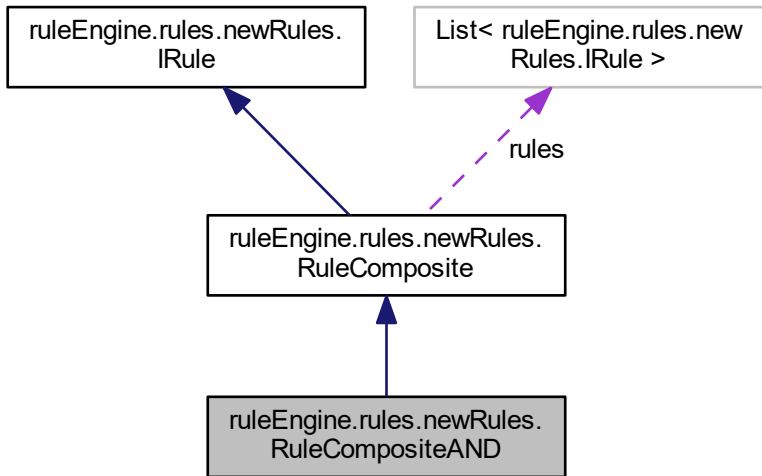 ruleEngine.rules.newRules.
IRule
List< ruleEngine.rules.new
Rules.IRule >
rules
ruleEngine.rules.newRules.
RuleComposite
ruleEngine.rules.newRules.
RuleCompositeAND